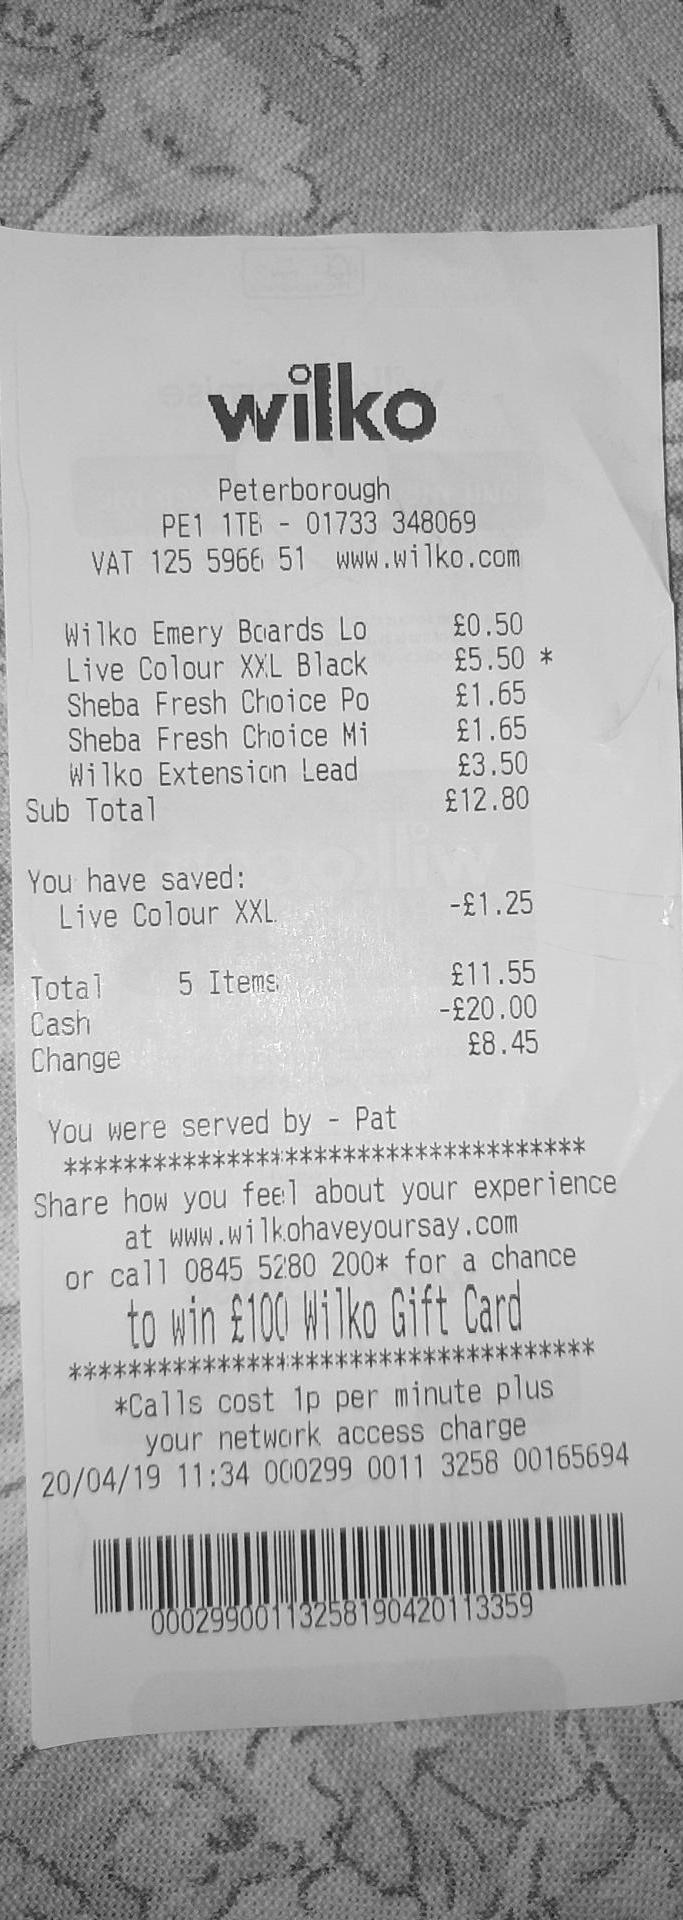 wilko
Peterborough
PE1 1TB - 01733 348069
VAT 125 5966 51 www.wilko.com
Wilko Emery Boards Lo £0.50
Live Colour XXL Black £5.50 *
Sheba Fresh Choice Po £1.65
Sheba Fresh Choice Mi £1.65
Wilko Extension Lead £3.50
Sub Total £12.80
You have saved:
Live Colour XXL -£1.25
Total 5 Items £11.55
Cash -£20.00
Change £8.45
You were served by - Pat
************************************
Share how you feel about your experience
at www.wilkohaveyoursay.com
or call 0845 5280 200* for a chance
to win £100 Wilko Gift Card
************************************
*Calls cost 1p per minute plus
your network access charge
20/04/19 11:34 000299 0011 3258 00165694
00029900113258190420113359